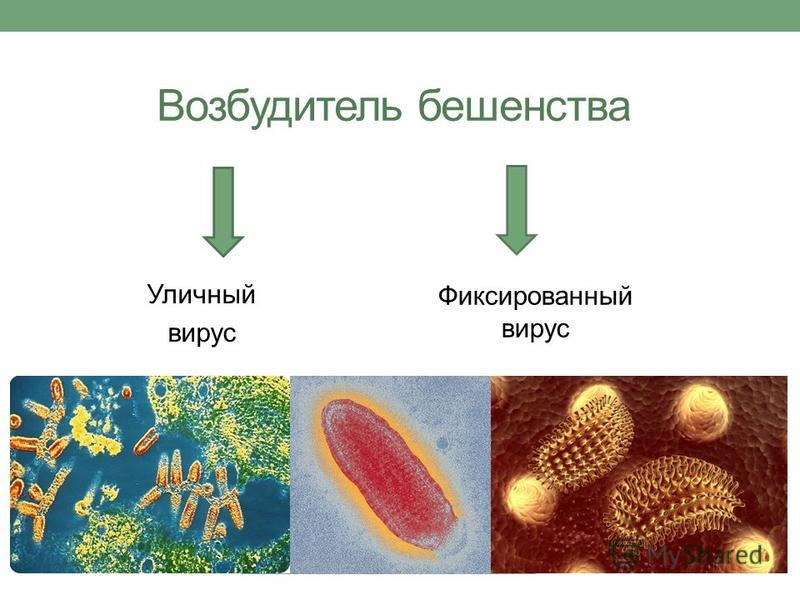 Возбудитель бешенства
Уличный
вирус
Фиксированный
вирус
MyShared